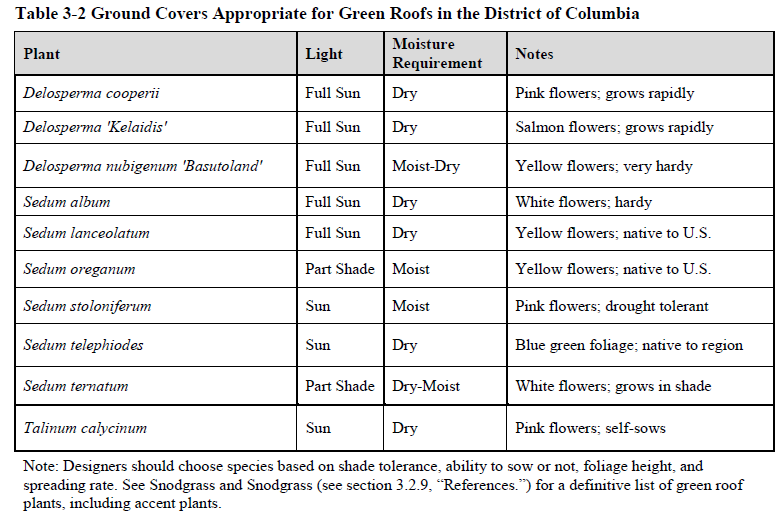 Table 3-2 Ground Covers Appropriate for Green Roofs in the District of Columbia
Plant Light Moisture Requirement Notes
Delosperma cooperii Full Sun Dry Pink flowers; grows rapidly
Delosperma 'Kelaidis' Full Sun Dry Salmon flowers; grows rapidly
Delosperma nubigenum 'Basutoland' Full Sun Moist-Dry Yellow flowers; very hardy
Sedum album Full Sun Dry White flowers; hardy
Sedum lanceolatum Full Sun Dry Yellow flowers; native to U.S.
Sedum oreganum Part Shade Moist Yellow flowers; native to U.S.
Sedum stoloniferum Sun Moist Pink flowers; drought tolerant
Sedum telephiodes Sun Dry Blue green foliage; native to region
Sedum ternatum Part Shade Dry-Moist White flowers; grows in shade
Talinum calycinum Sun Dry Pink flowers; self-sows
Note: Designers should choose species based on shade tolerance, ability to sow or not, foliage height, and
spreading rate. See Snodgrass and Snodgrass (see section 3.2.9, “References.”) for a definitive list of green roof
plants, including accent plants.